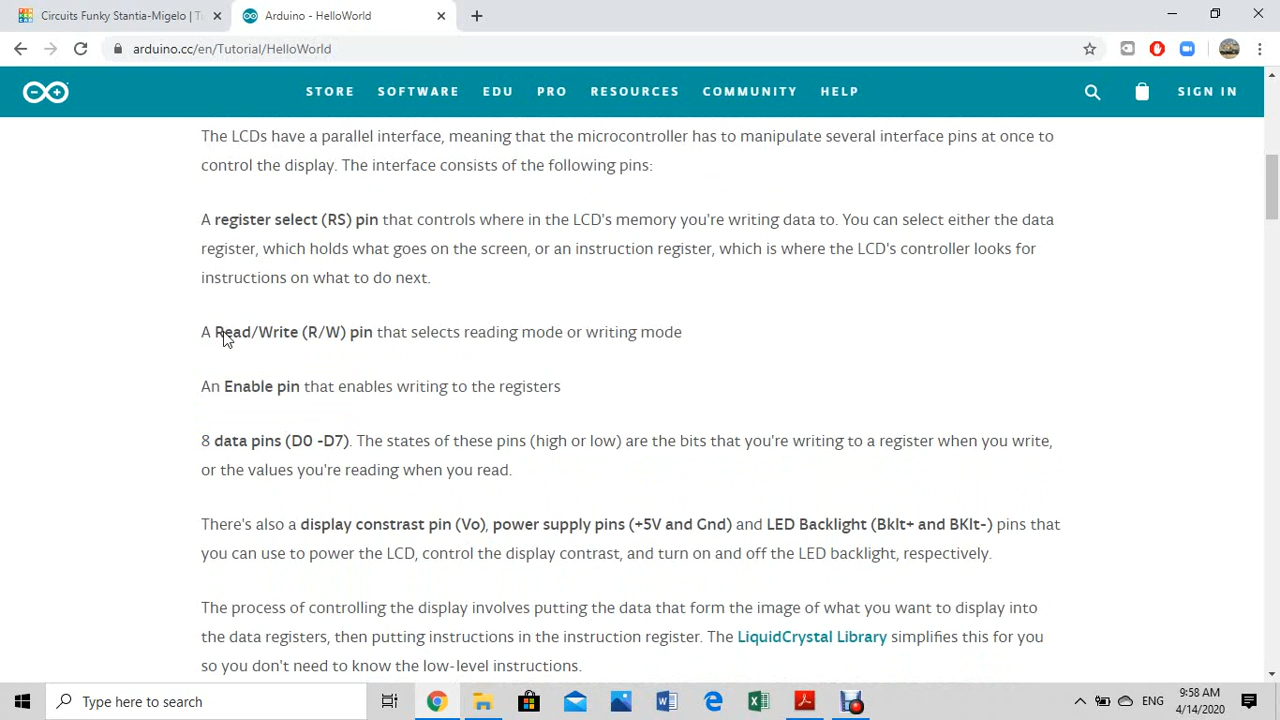 Circuits Funky Stantia-Migelo | T
Arduino - HelloWorld
arduino.cc/en/Tutorial/HelloWorld
STORE SOFTWARE EDU PRO RESOURCES COMMUNITY HELP SIGN IN
The LCDs have a parallel interface, meaning that the microcontroller has to manipulate several interface pins at once to
control the display. The interface consists of the following pins:
A register select (RS) pin that controls where in the LCD's memory you're writing data to. You can select either the data
register, which holds what goes on the screen, or an instruction register, which is where the LCD's controller looks for
instructions on what to do next.
A Read/Write (R/W) pin that selects reading mode or writing mode
An Enable pin that enables writing to the registers
8 data pins (D0 -D7). The states of these pins (high or low) are the bits that you're writing to a register when you write,
or the values you're reading when you read.
There's also a display constrast pin (Vo), power supply pins (+5V and Gnd) and LED Backlight (Bklt+ and BKlt-) pins that
you can use to power the LCD, control the display contrast, and turn on and off the LED backlight, respectively.
The process of controlling the display involves putting the data that form the image of what you want to display into
the data registers, then putting instructions in the instruction register. The LiquidCrystal Library simplifies this for you
so you don't need to know the low-level instructions.
Type here to search
ENG
9:58 AM
4/14/2020